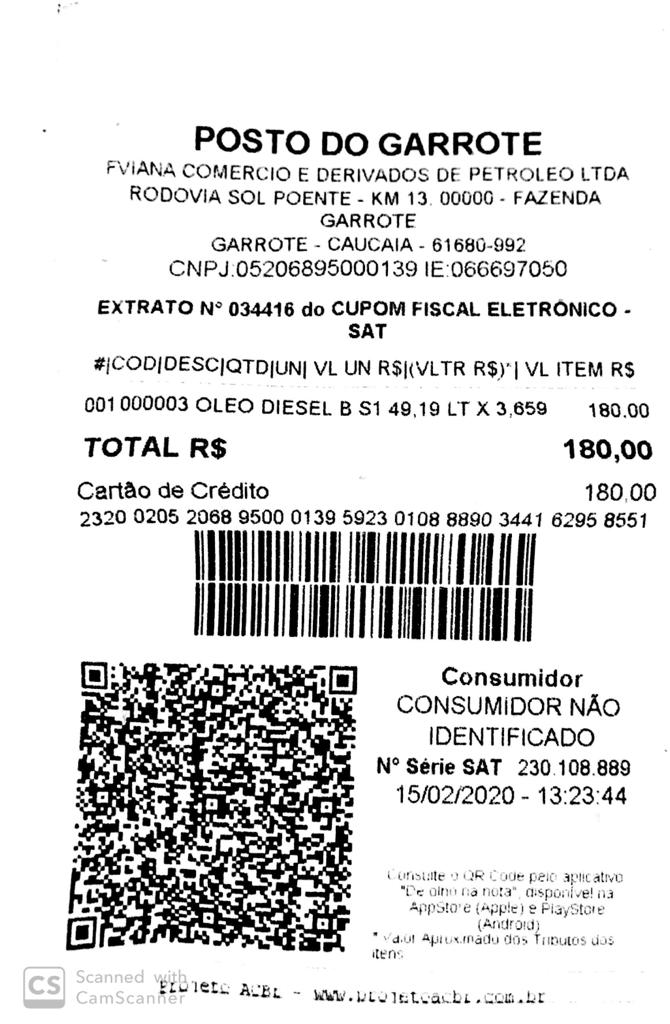 POSTO DO GARROTE
FVIANA COMERCIO E DERIVADOS DE PETROLEO LTDA
RODOVIA SOL POENTE - KM 13. 00000 - FAZENDA
GARROTE
GARROTE - CAUCAIA - 61680-992
CNPJ:05206895000139 IE:066697050
EXTRATO Nº 034416 do CUPOM FISCAL ELETRÔNICO -
SAT
#|COD|DESC|QTD|UN| VL UN R$|(VLTR R$)*| VL ITEM R$
001 000003 OLEO DIESEL B S1 49,19 LT X 3,659 180.00
TOTAL R$ 180,00
Cartão de Crédito 180,00
2320 0205 2068 9500 0139 5923 0108 8890 3441 6295 8551
Consumidor
CONSUMIDOR NÃO
IDENTIFICADO
Nº Série SAT 230.108.889
15/02/2020 - 13:23:44
Consulte o QR Code pelo aplicativo
"De olho na nota", disponível na
AppStore (Apple) e PlayStore
(Android)
* Valor Aproximado dos Tributos dos
itens
Projeto ACBr - www.projetoacbr.com.br
CS Scanned with
CamScanner